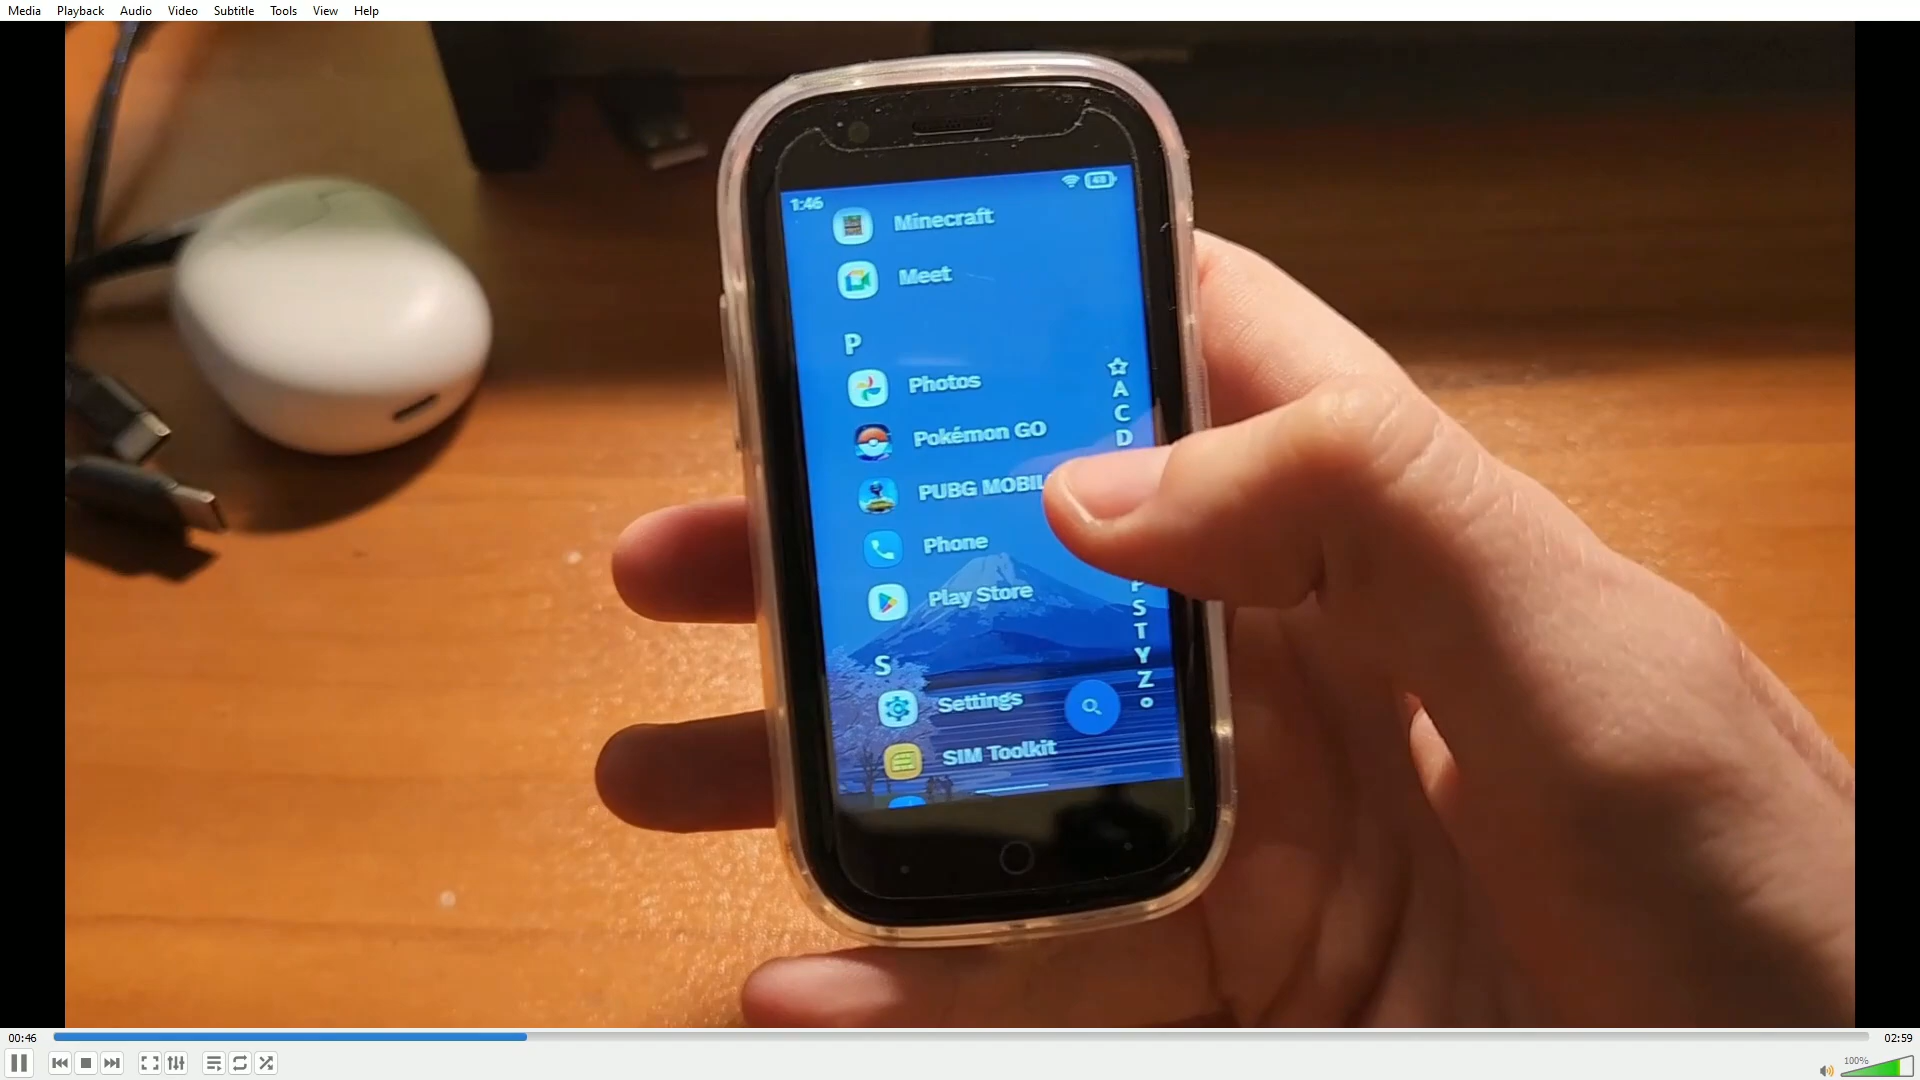 Media Playback Audio Video Subtitle Tools View Help
1:46 48
Minecraft
Meet
P
Photos
Pokémon GO
PUBG MOBIL
Phone
Play Store
S
Settings
SIM Toolkit
A
C
D
P
S
T
Y
Z
00:46 02:59
100%